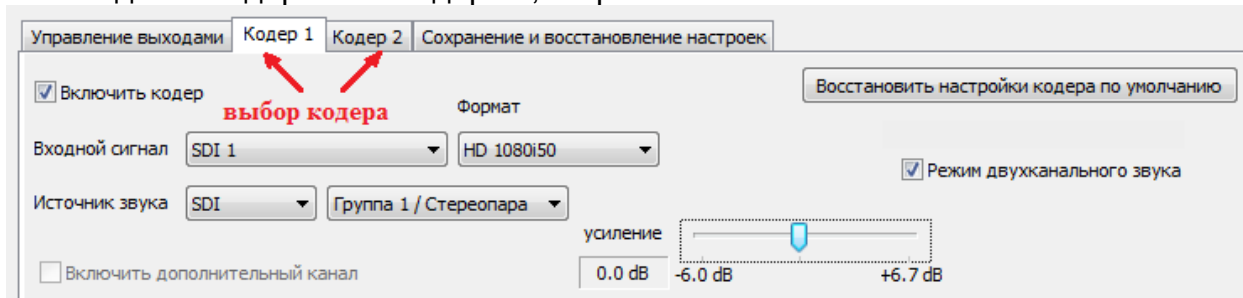 Управление выходами Кодер 1 Кодер 2 Сохранение и восстановление настроек
Включить кодер
выбор кодера
Формат
Восстановить настройки кодера по умолчанию
Входной сигнал SDI 1 HD 1080i50
Режим двухканального звука
Источник звука SDI Группа 1 / Стереопара
усиление
Включить дополнительный канал 0.0 dB -6.0 dB +6.7 dB